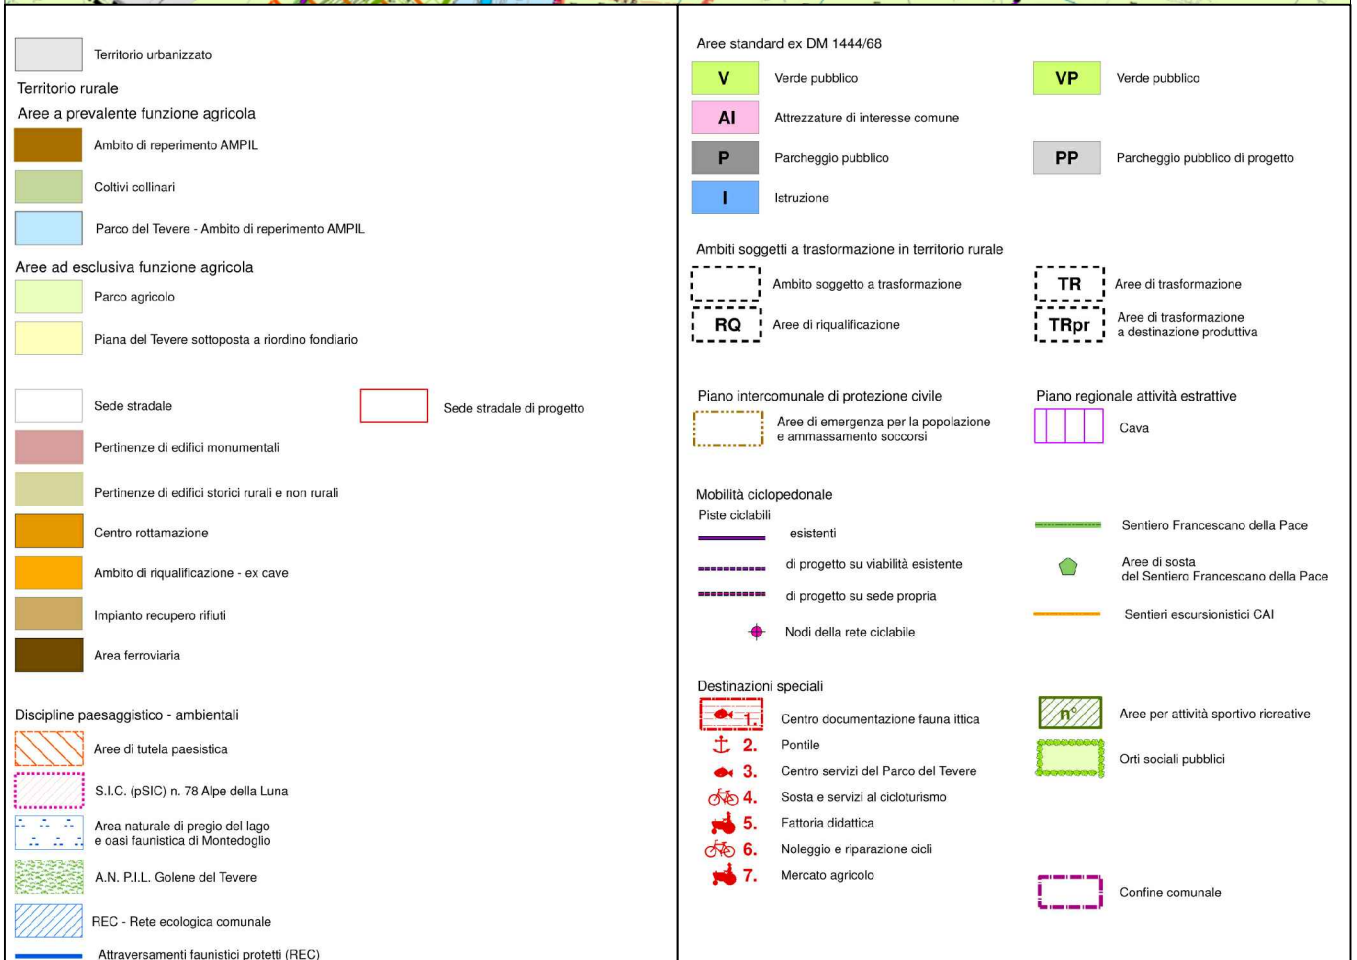 Territorio urbanizzato
Territorio rurale
Aree a prevalente funzione agricola
Ambito di reperimento AMPIL
Coltivi collinari
Parco del Tevere - Ambito di reperimento AMPIL
Aree ad esclusiva funzione agricola
Parco agricolo
Piana del Tevere sottoposta a riordino fondiario
Sede stradale
Sede stradale di progetto
Pertinenze di edifici monumentali
Pertinenze di edifici storici rurali e non rurali
Centro rottamazione
Ambito di riqualificazione - ex cave
Impianto recupero rifiuti
Area ferroviaria
Discipline paesaggistico - ambientali
Aree di tutela paesistica
S.I.C. (pSIC) n. 78 Alpe della Luna
Area naturale di pregio del lago
e oasi faunistica di Montedoglio
A.N. P.I.L. Golene del Tevere
REC - Rete ecologica comunale
Attraversamenti faunistici protetti (REC)
Aree standard ex DM 1444/68
V Verde pubblico
VP Verde pubblico
AI Attrezzature di interesse comune
P Parcheggio pubblico
PP Parcheggio pubblico di progetto
I Istruzione
Ambiti soggetti a trasformazione in territorio rurale
Ambito soggetto a trasformazione
TR Aree di trasformazione
RQ Aree di riqualificazione
TRpr Aree di trasformazione
a destinazione produttiva
Piano intercomunale di protezione civile
Aree di emergenza per la popolazione
e ammassamento soccorsi
Piano regionale attività estrattive
Cava
Mobilità ciclopedonale
Piste ciclabili
esistenti
di progetto su viabilità esistente
di progetto su sede propria
Nodi della rete ciclabile
Sentiero Francescano della Pace
Aree di sosta
del Sentiero Francescano della Pace
Sentieri escursionistici CAI
Destinazioni speciali
1. Centro documentazione fauna ittica
2. Pontile
3. Centro servizi del Parco del Tevere
4. Sosta e servizi al cicloturismo
5. Fattoria didattica
6. Noleggio e riparazione cicli
7. Mercato agricolo
n° Aree per attività sportivo ricreative
Orti sociali pubblici
Confine comunale